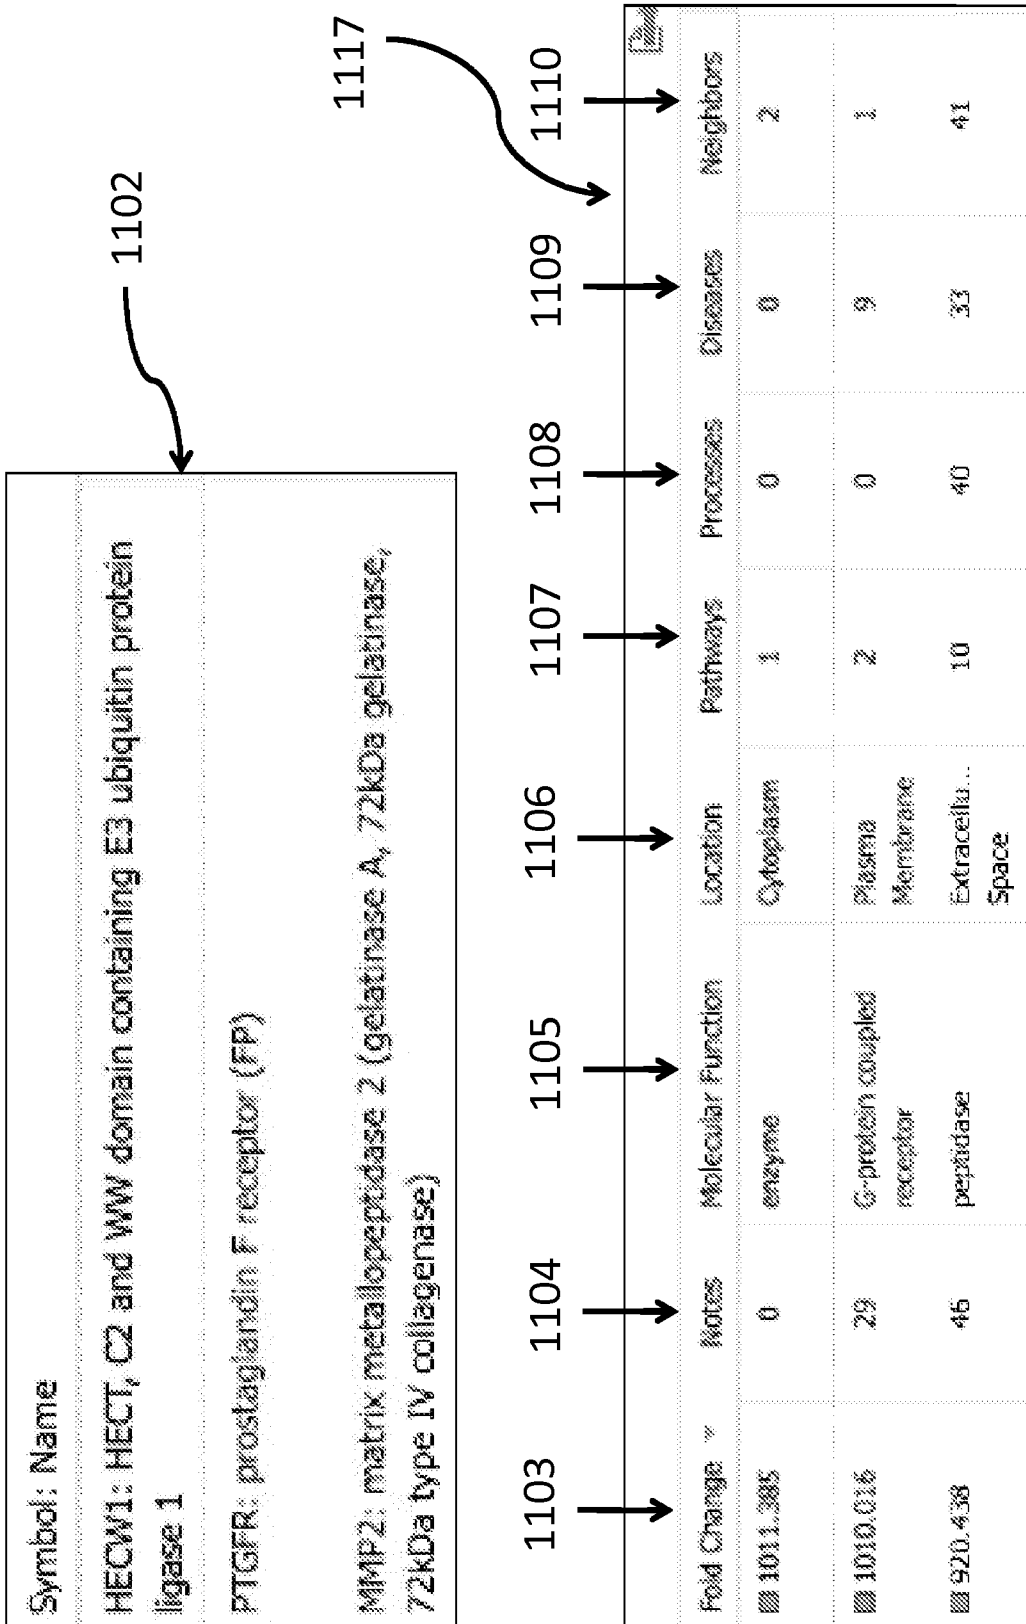 1102
Symbol: Name
HECW1: HECT, C2 and WW domain containing E3 ubiquitin protein
ligase 1
PTGFR: prostaglandin F receptor (FP)
MMP2: matrix metallopeptidase 2 (gelatinase A, 72kDa gelatinase,
72kDa type IV collagenase)
1117
1103 1104 1105 1106 1107 1108 1109 1110
Fold Change Notes Molecular Function Location Pathways Processes Diseases Neighbors
1011.385 0 enzyme Cytoplasm 1 0 0 2
1010.016 29 G-protein coupled Plasma 2 0 9 1
receptor Membrane
920.438 46 peptidase Extracellu... 10 40 33 41
Space